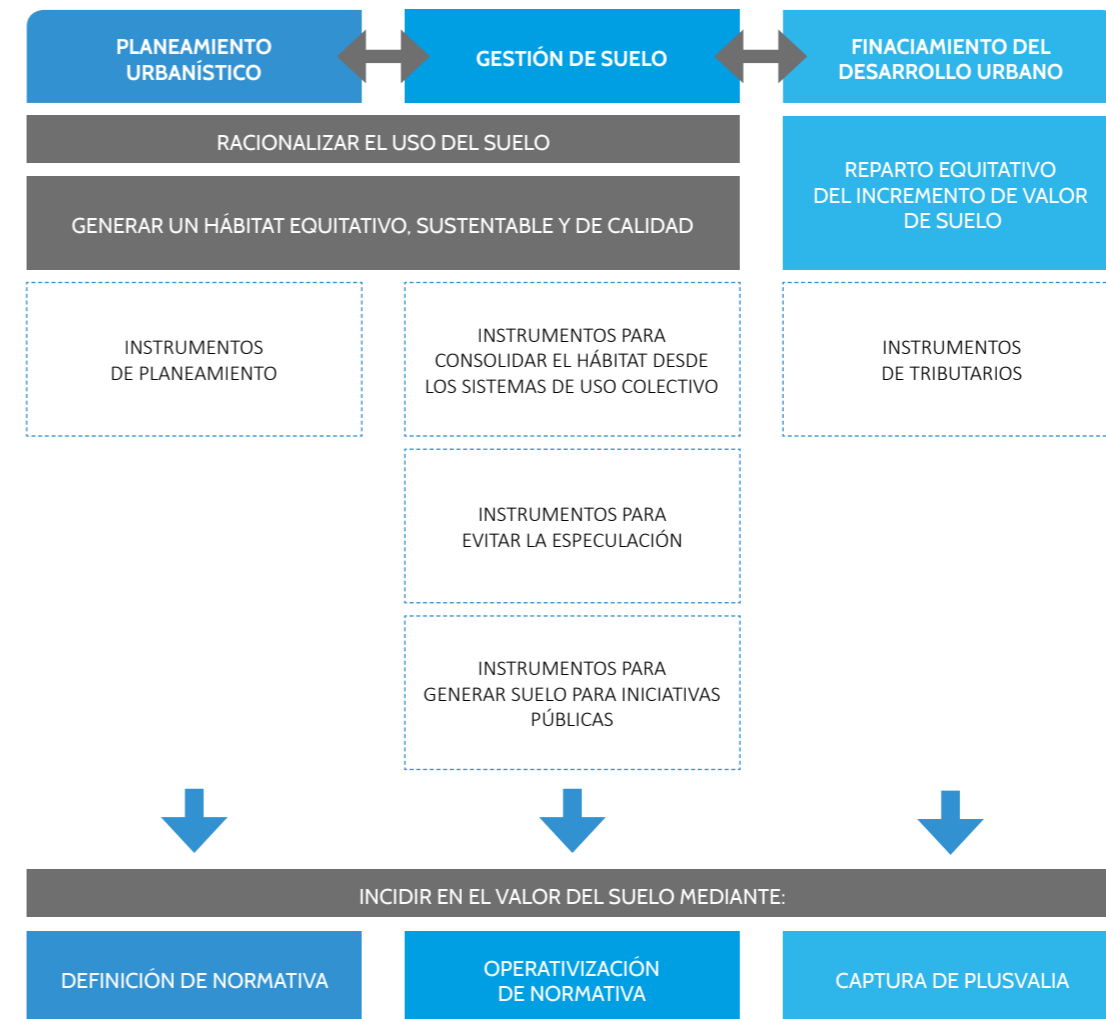 PLANEAMIENTO
URBANÍSTICO
GESTIÓN DE SUELO
FINACIAMIENTO DEL
DESARROLLO URBANO
RACIONALIZAR EL USO DEL SUELO
GENERAR UN HÁBITAT EQUITATIVO, SUSTENTABLE Y DE CALIDAD
REPARTO EQUITATIVO
DEL INCREMENTO DE VALOR
DE SUELO
INSTRUMENTOS
DE PLANEAMIENTO
INSTRUMENTOS PARA
CONSOLIDAR EL HÁBITAT DESDE
LOS SISTEMAS DE USO COLECTIVO
INSTRUMENTOS
DE TRIBUTARIOS
INSTRUMENTOS PARA
EVITAR LA ESPECULACIÓN
INSTRUMENTOS PARA
GENERAR SUELO PARA INICIATIVAS
PÚBLICAS
INCIDIR EN EL VALOR DEL SUELO MEDIANTE:
DEFINICIÓN DE NORMATIVA
OPERATIVIZACIÓN
DE NORMATIVA
CAPTURA DE PLUSVALIA